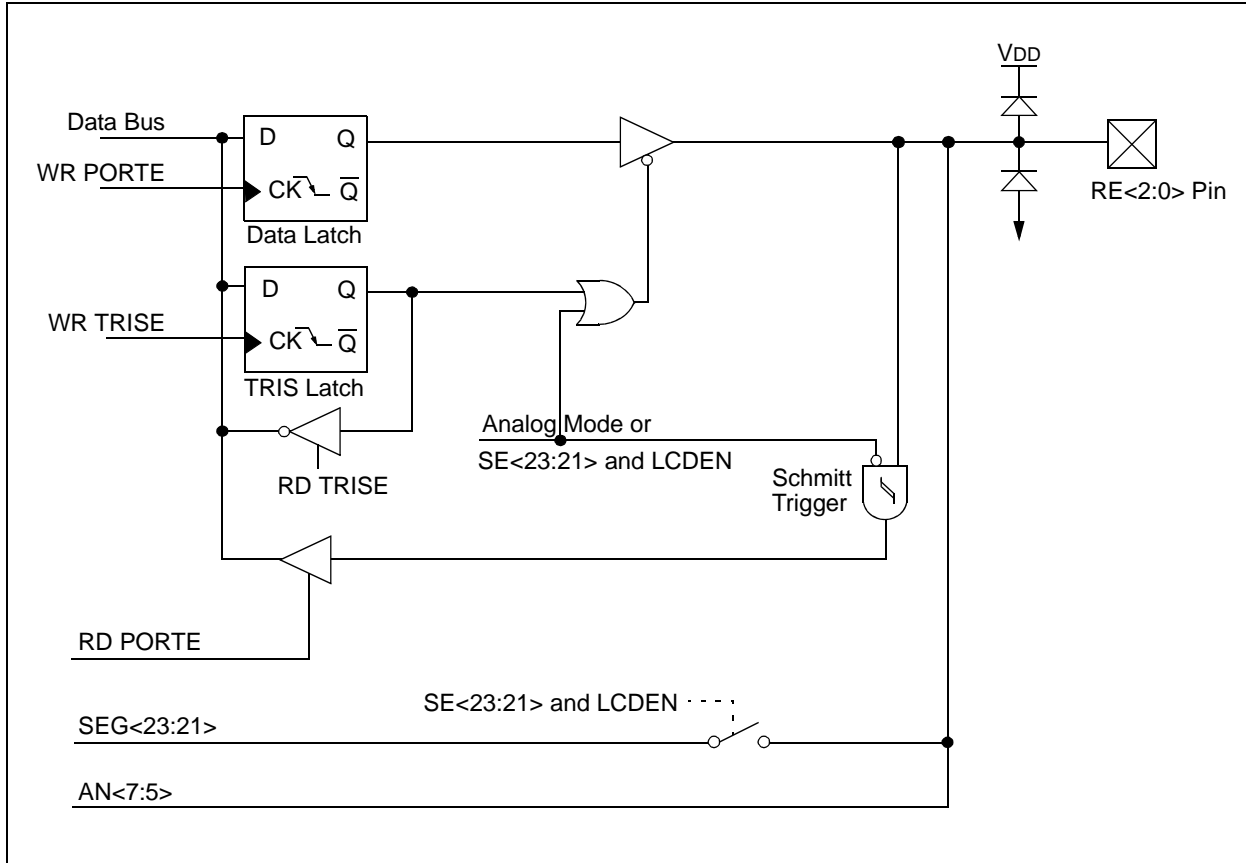 VDD
Data Bus
D Q
WR PORTE
CK Q̅
RE<2:0> Pin
Data Latch
D Q
WR TRISE
CK Q̅
TRIS Latch
Analog Mode or
SE<23:21> and LCDEN
RD TRISE
Schmitt
Trigger
RD PORTE
SE<23:21> and LCDEN
SEG<23:21>
AN<7:5>